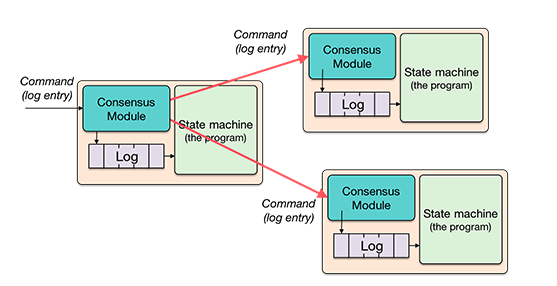 Command
(log entry)
Consensus
Module
Log
State machine
(the program)
Command
(log entry)
Consensus
Module
Log
State machine
(the program)
Command
(log entry)
Consensus
Module
Log
State machine
(the program)